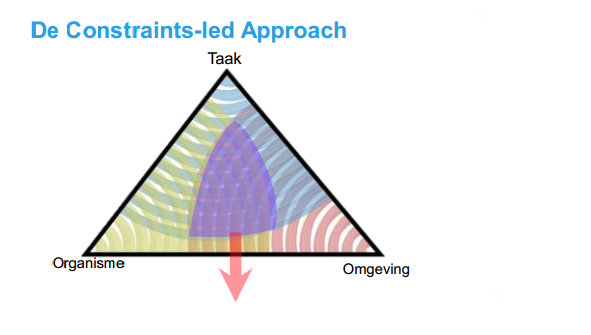 De Constraints-led Approach
Taak
Organisme
Omgeving